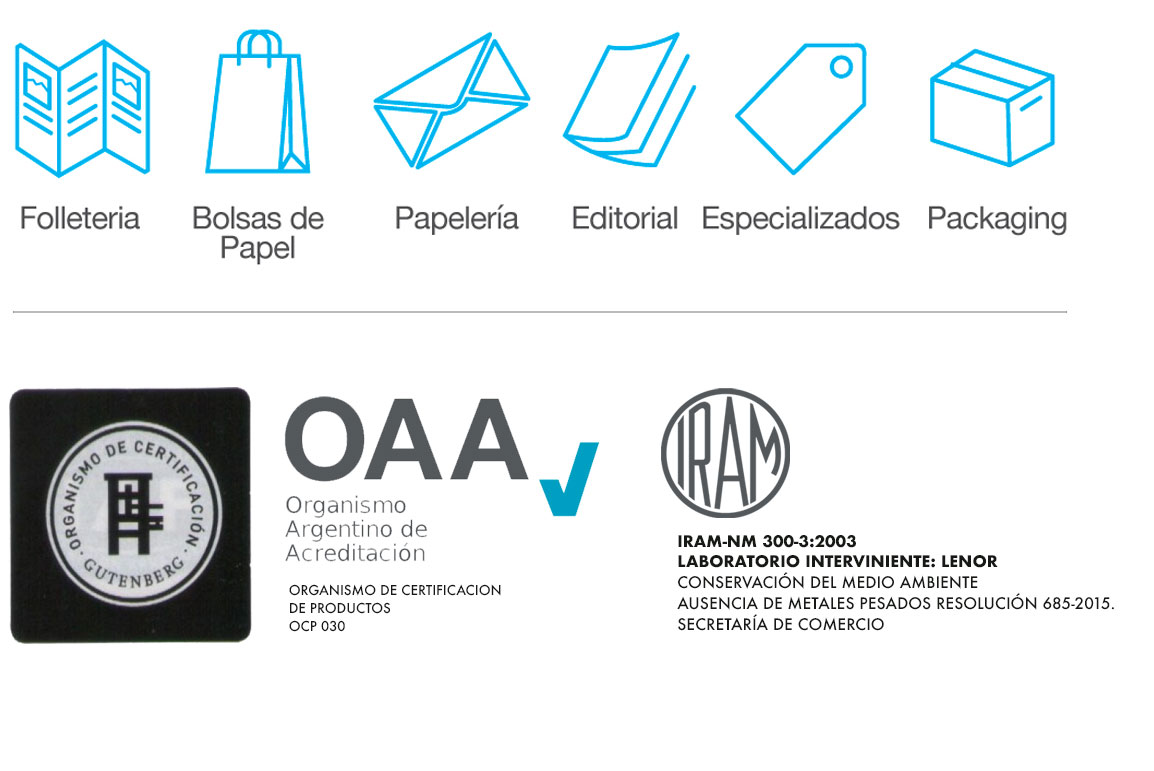 Folleteria
Bolsas de
Papel
Papelería
Editorial
Especializados
Packaging
ORGANISMO DE CERTIFICACIÓN
· GUTENBERG ·
OAA
Organismo
Argentino de
Acreditación
ORGANISMO DE CERTIFICACION
DE PRODUCTOS
OCP 030
IRAM
IRAM-NM 300-3:2003
LABORATORIO INTERVINIENTE: LENOR
CONSERVACIÓN DEL MEDIO AMBIENTE
AUSENCIA DE METALES PESADOS RESOLUCIÓN 685-2015.
SECRETARÍA DE COMERCIO